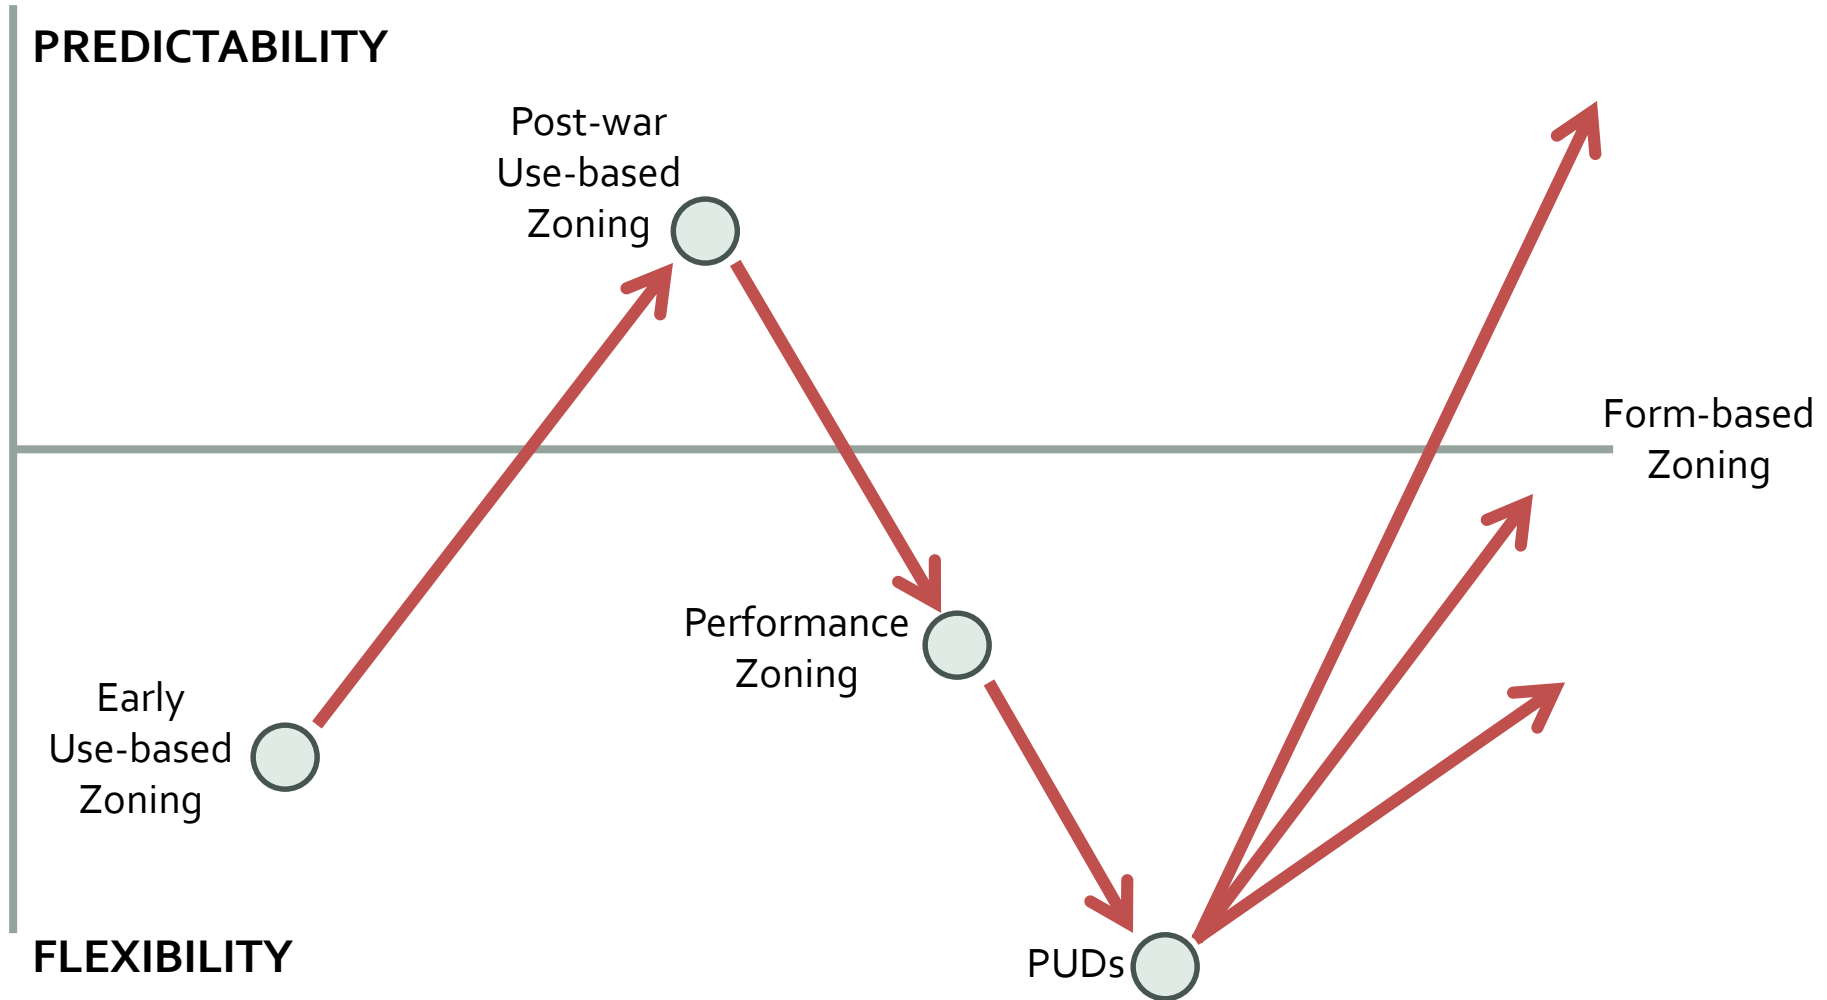 PREDICTABILITY
Post-war
Use-based
Zoning
Form-based
Zoning
Performance
Zoning
Early
Use-based
Zoning
PUDs
FLEXIBILITY